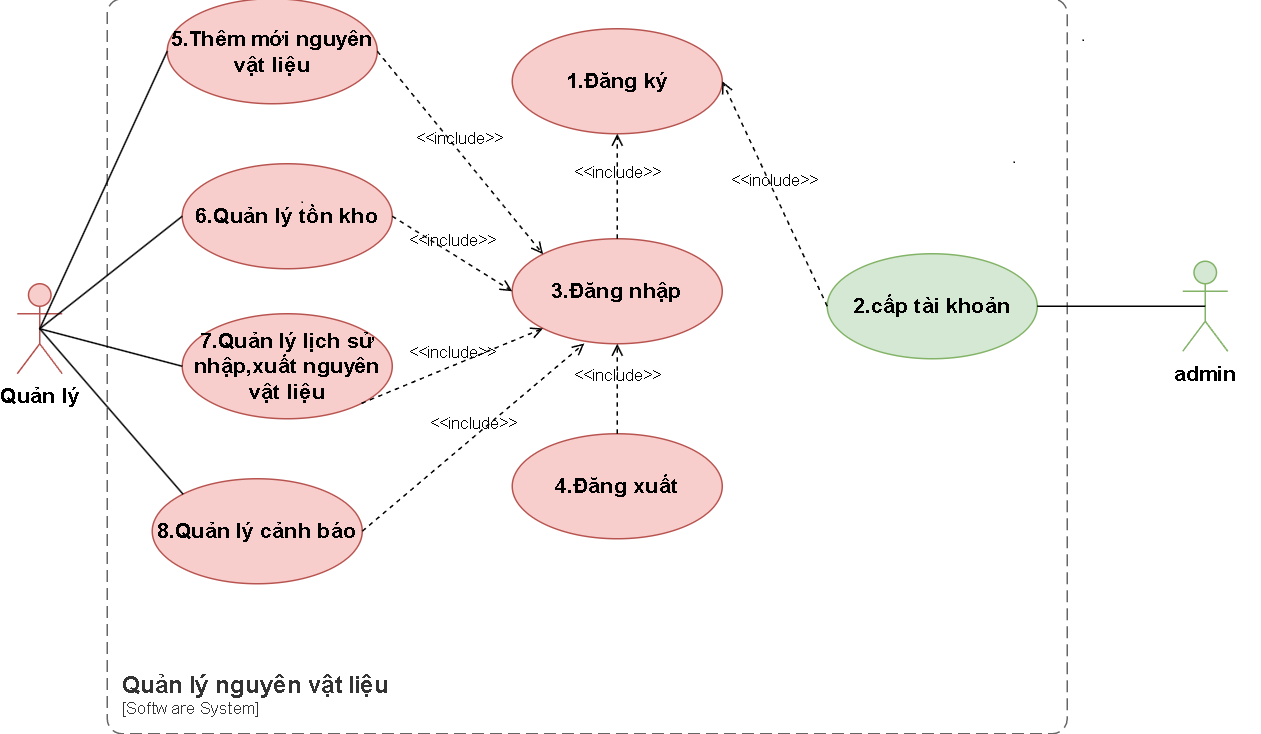 5.Thêm mới nguyên
vật liệu
1.Đăng ký
<<include>>
<<include>>
<<include>>
6.Quản lý tồn kho
<<include>>
3.Đăng nhập
2.cấp tài khoản
7.Quản lý lịch sử
nhập,xuất nguyên
vật liệu
<<include>>
<<include>>
Quản lý
admin
<<include>>
4.Đăng xuất
8.Quản lý cảnh báo
Quản lý nguyên vật liệu
[Software System]